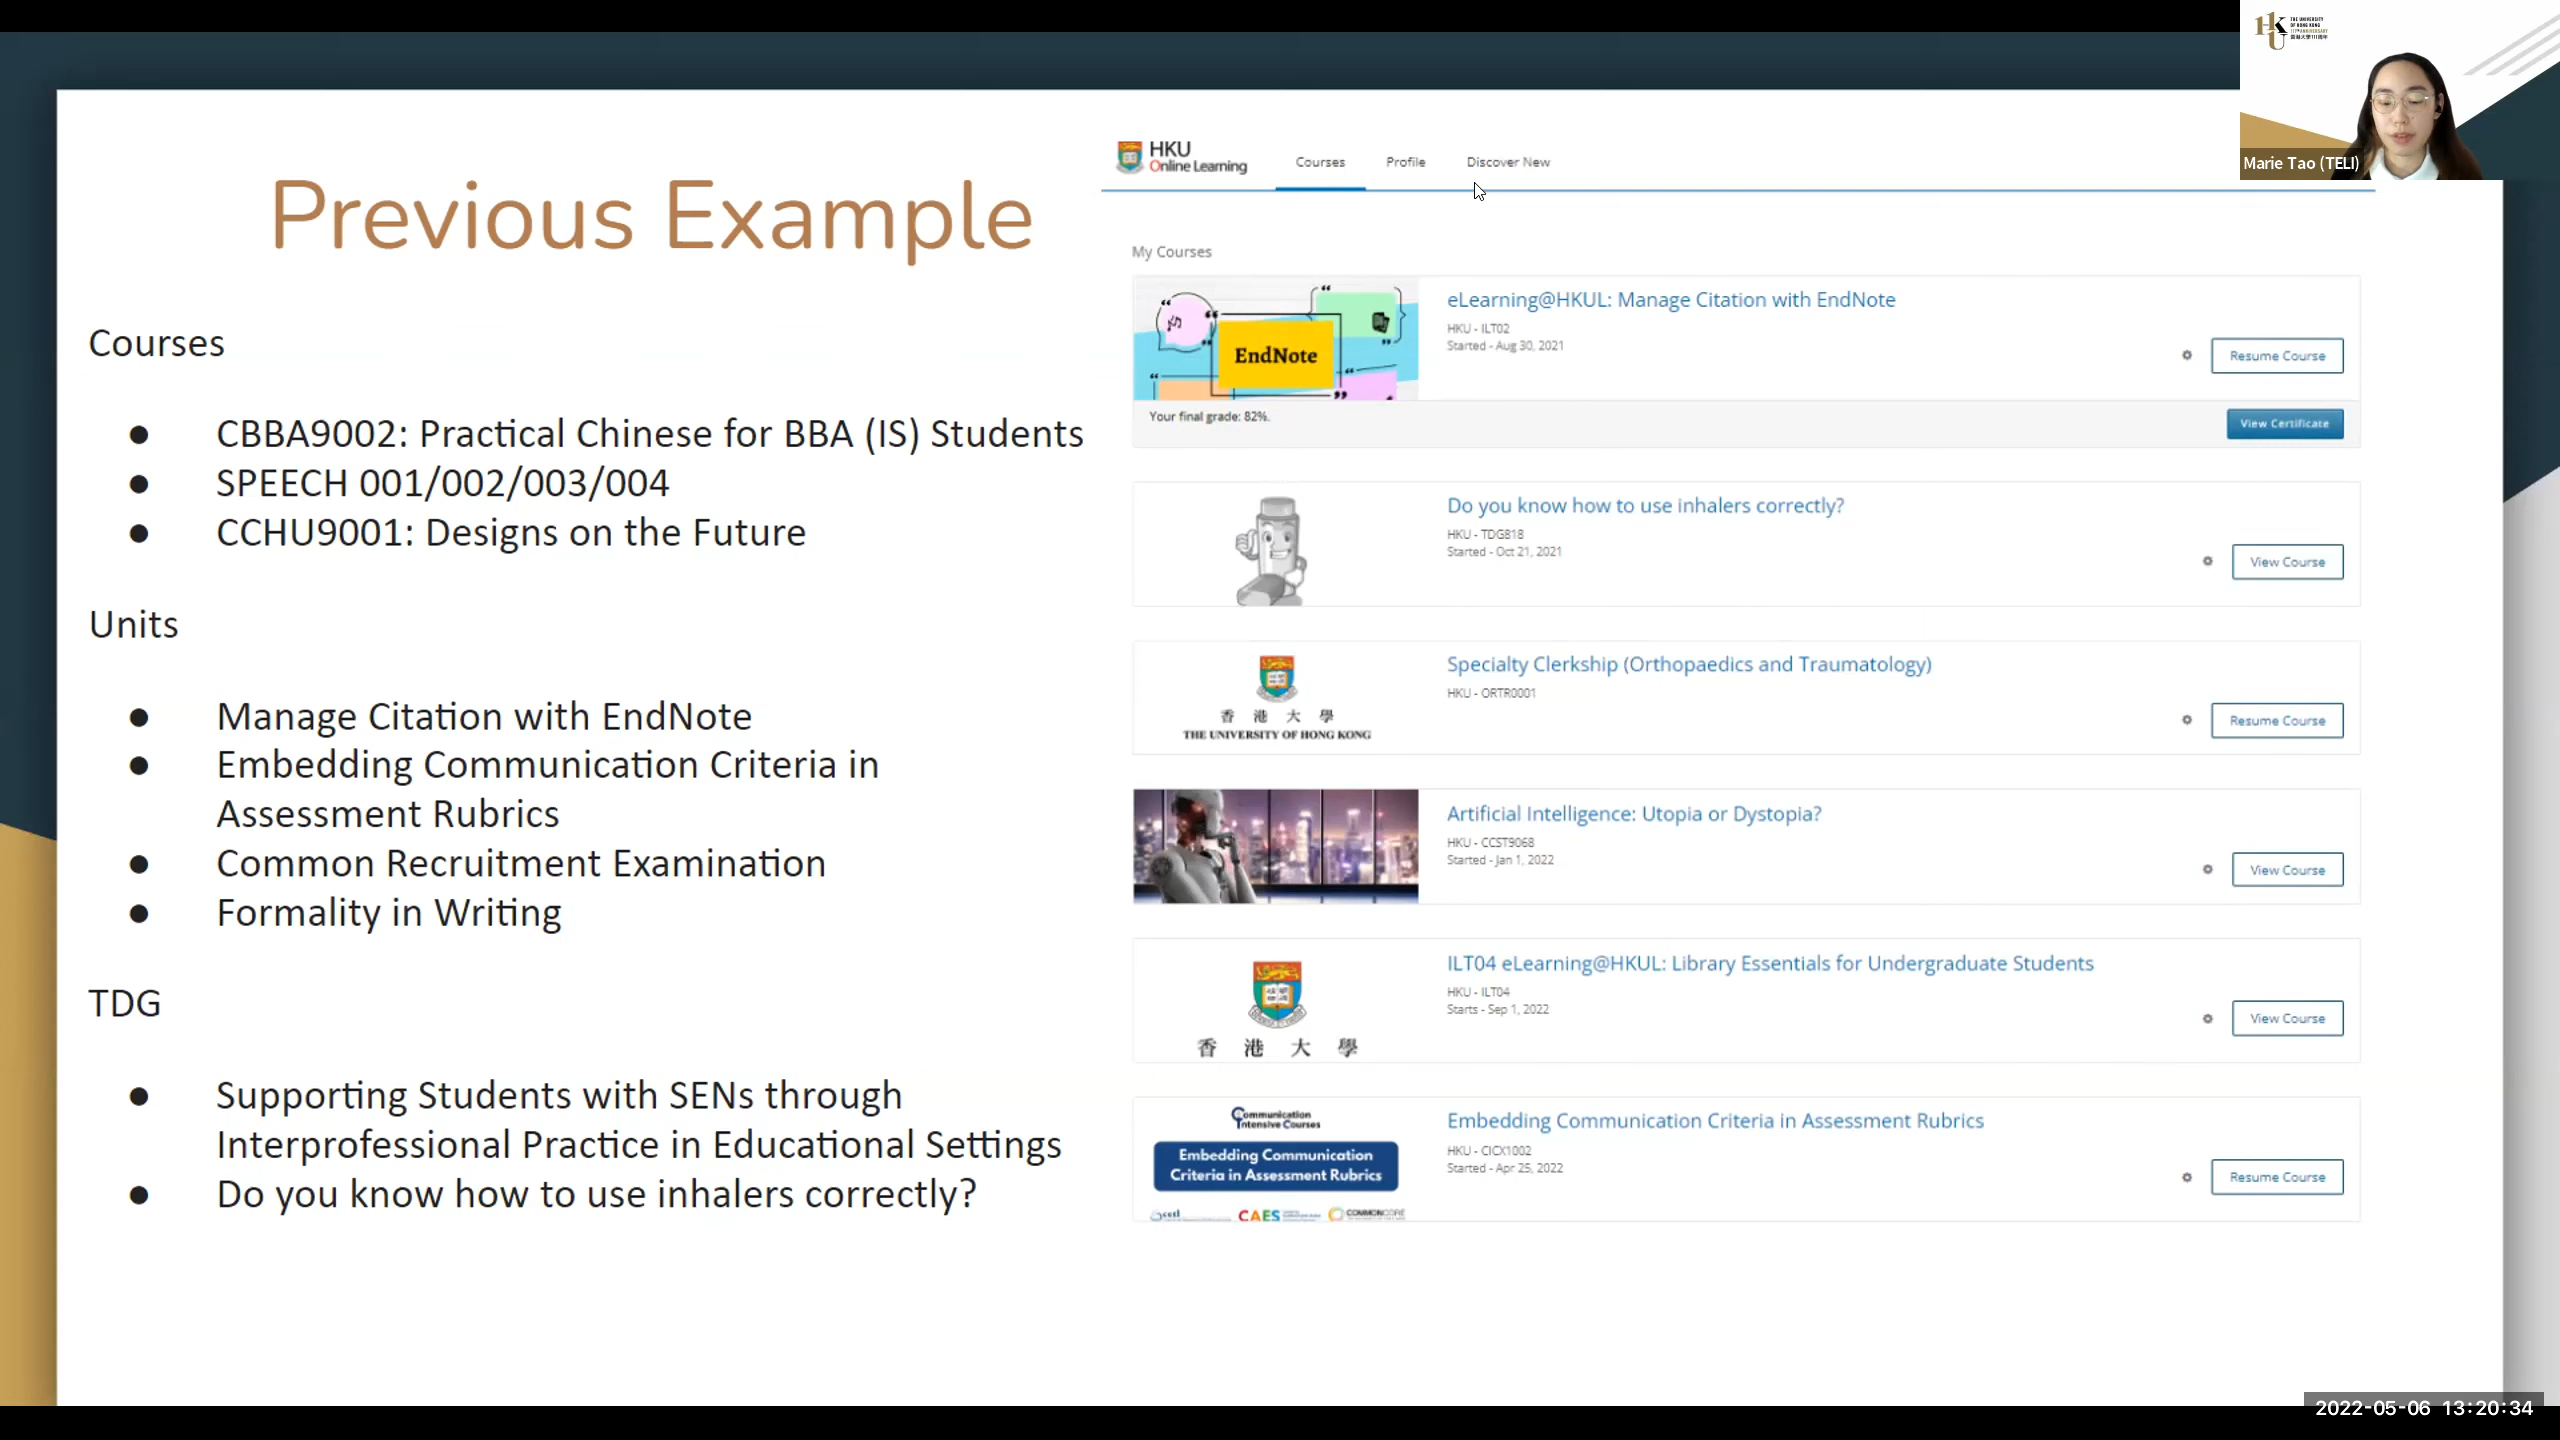 Previous Example
Courses
● CBBA9002: Practical Chinese for BBA (IS) Students
● SPEECH 001/002/003/004
● CCHU9001: Designs on the Future
Units
● Manage Citation with EndNote
● Embedding Communication Criteria in
Assessment Rubrics
● Common Recruitment Examination
● Formality in Writing
TDG
● Supporting Students with SENs through
Interprofessional Practice in Educational Settings
● Do you know how to use inhalers correctly?
HKU
Online Learning
Courses Profile Discover New
My Courses
EndNote
eLearning@HKUL: Manage Citation with EndNote
HKU - ILT02
Started - Aug 30, 2021
Resume Course
Your final grade: 82%.
View Certificate
Do you know how to use inhalers correctly?
HKU - TDG818
Started - Oct 21, 2021
View Course
香港大學
THE UNIVERSITY OF HONG KONG
Specialty Clerkship (Orthopaedics and Traumatology)
HKU - ORTR0001
Resume Course
Artificial Intelligence: Utopia or Dystopia?
HKU - CCST9068
Started - Jan 1, 2022
View Course
香港大學
ILT04 eLearning@HKUL: Library Essentials for Undergraduate Students
HKU - ILT04
Starts - Sep 1, 2022
View Course
Communication
Intensive Courses
Embedding Communication
Criteria in Assessment Rubrics
cetl CAES COMMONCORE
Embedding Communication Criteria in Assessment Rubrics
HKU - CICX1002
Started - Apr 25, 2022
Resume Course
HKU
THE UNIVERSITY
OF HONG KONG
Marie Tao (TELI)
2022-05-06 13:20:34